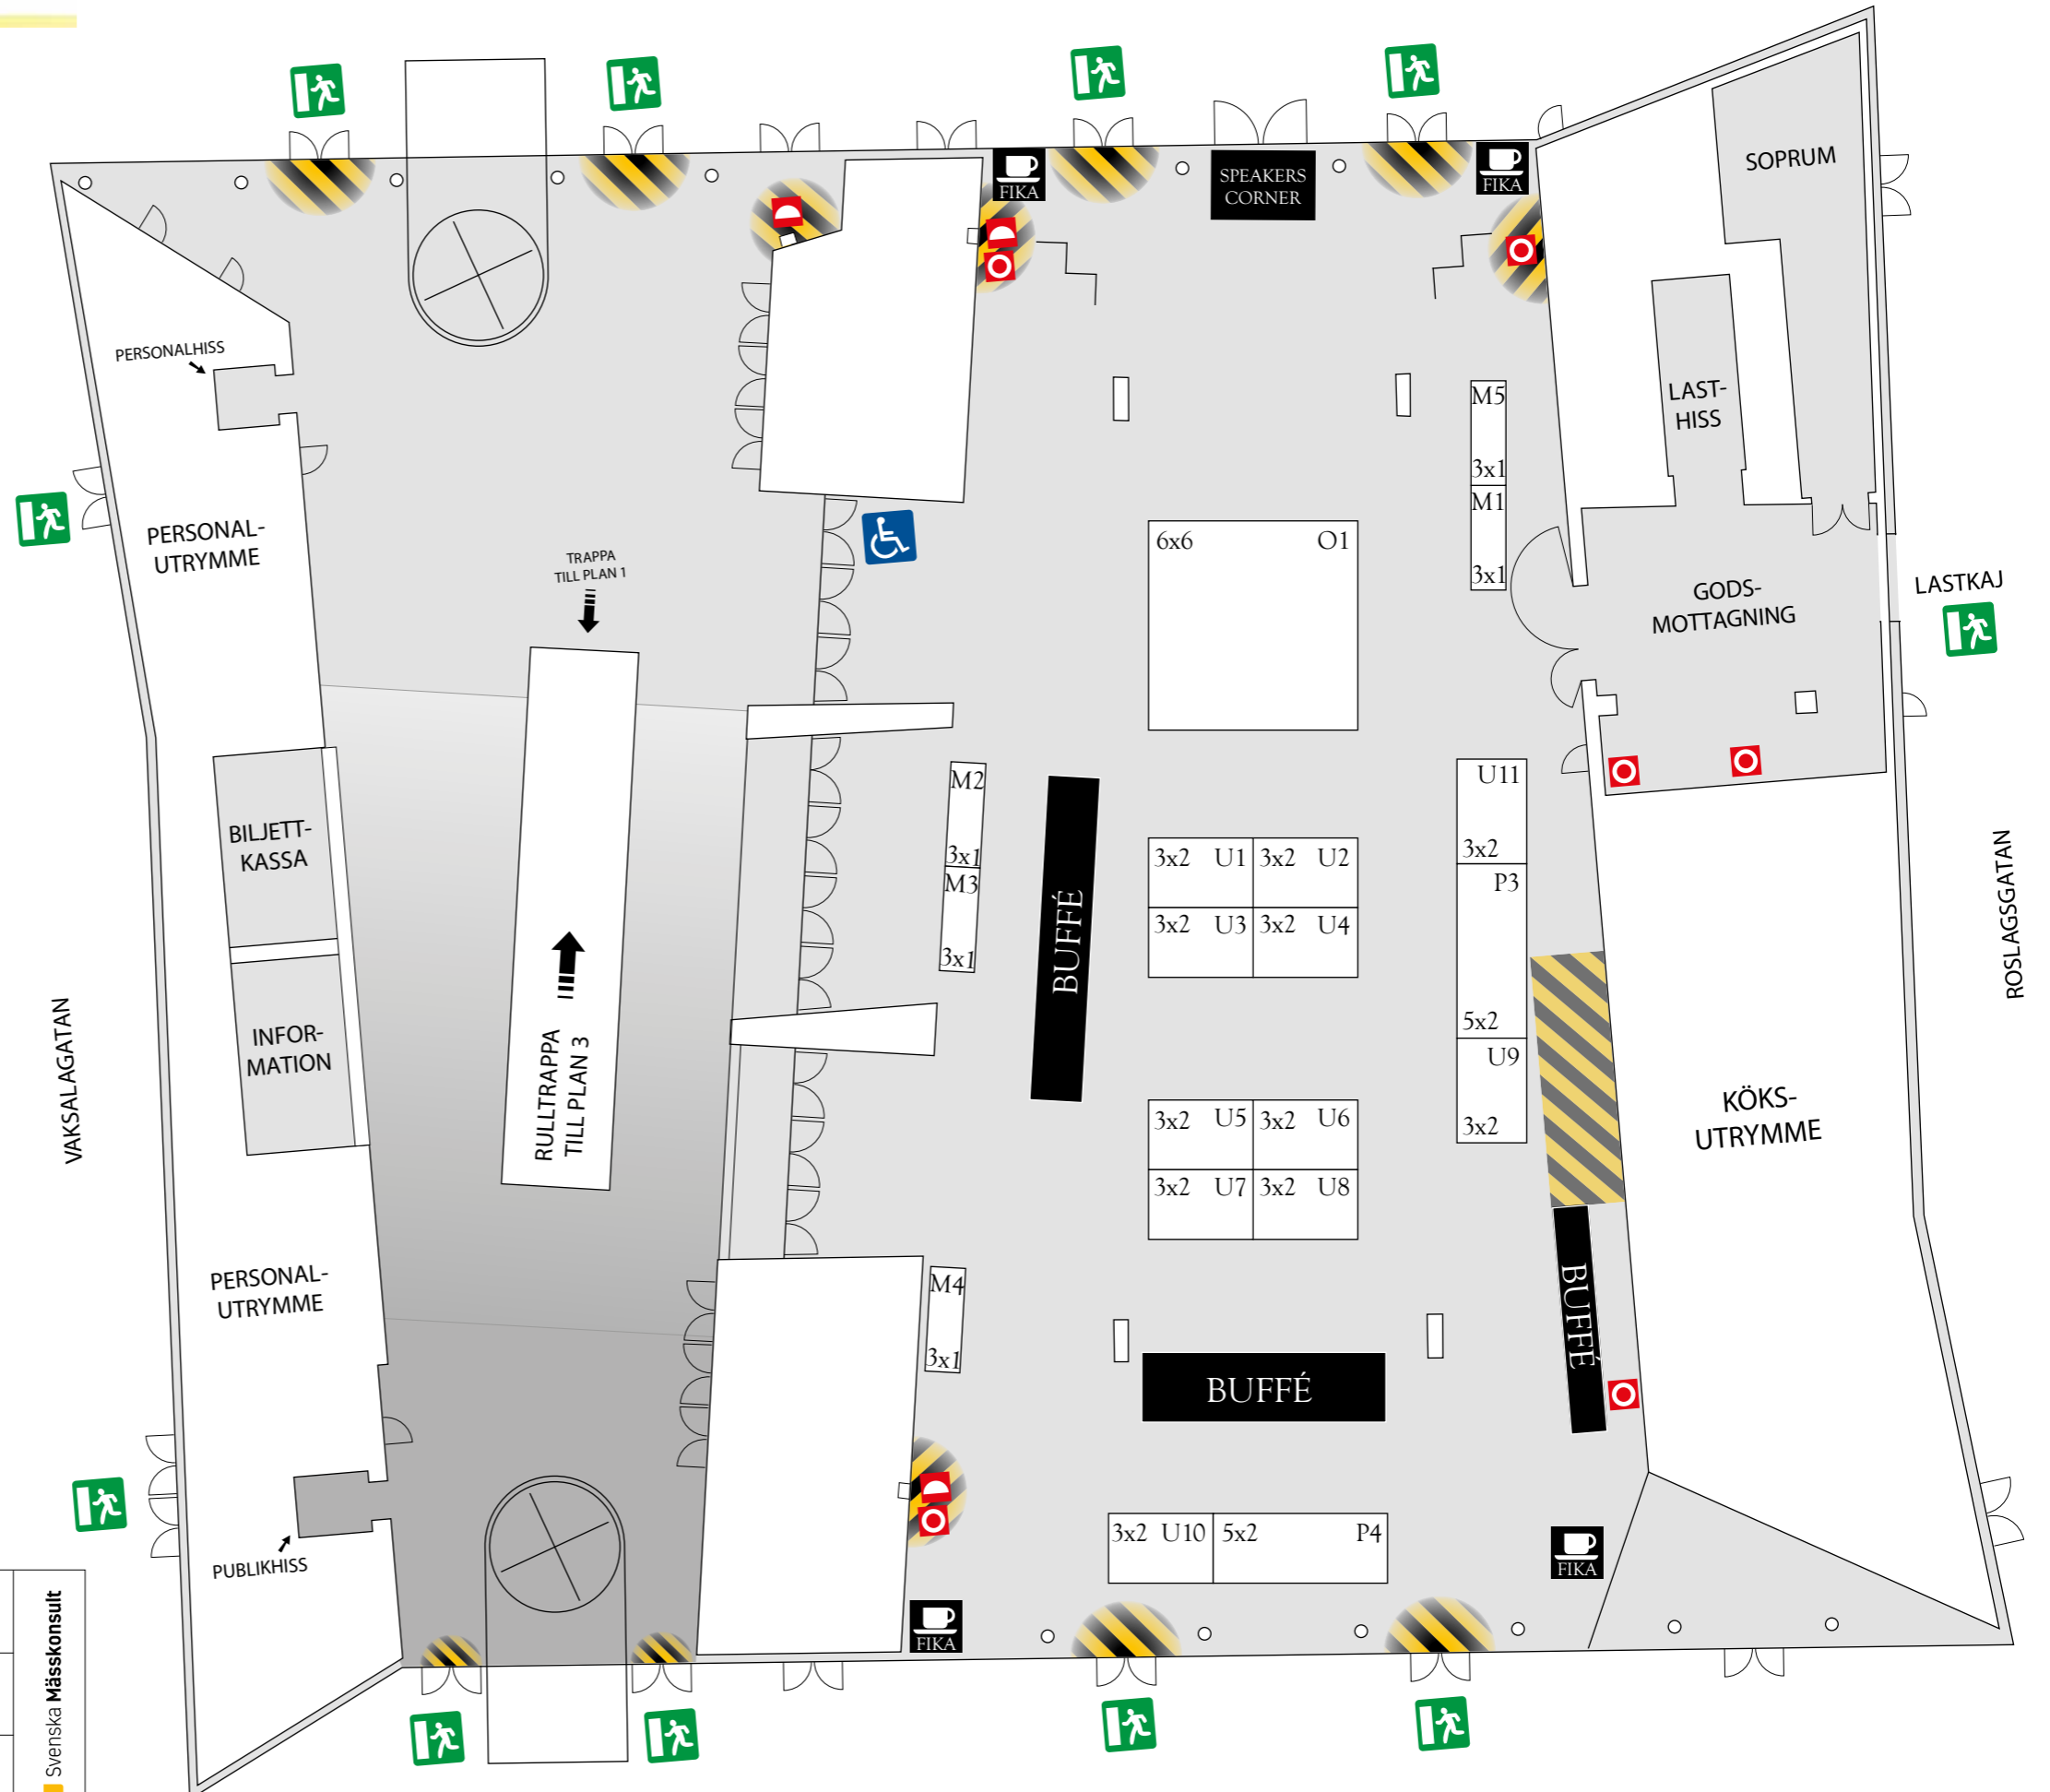 FIKA
SPEAKERS
CORNER
FIKA
SOPRUM
PERSONALHISS
LAST-
HISS
M5
3x1
M1
3x1
PERSONAL-
UTRYMME
TRAPPA
TILL PLAN 1
6x6 O1
GODS-
MOTTAGNING
LASTKAJ
M2
3x1
M3
3x1
BUFFÉ
U11
3x2
P3
5x2
U9
3x2
BILJETT-
KASSA
3x2 U1 3x2 U2
3x2 U3 3x2 U4
ROSLAGSGATAN
VAKSALAGATAN
INFOR-
MATION
RULLTRAPPA
TILL PLAN 3
3x2 U5 3x2 U6
3x2 U7 3x2 U8
KÖKS-
UTRYMME
PERSONAL-
UTRYMME
M4
3x1
BUFFÉ
BUFFÉ
3x2 U10 5x2 P4
PUBLIKHISS
FIKA
FIKA
Svenska Mässkonsult